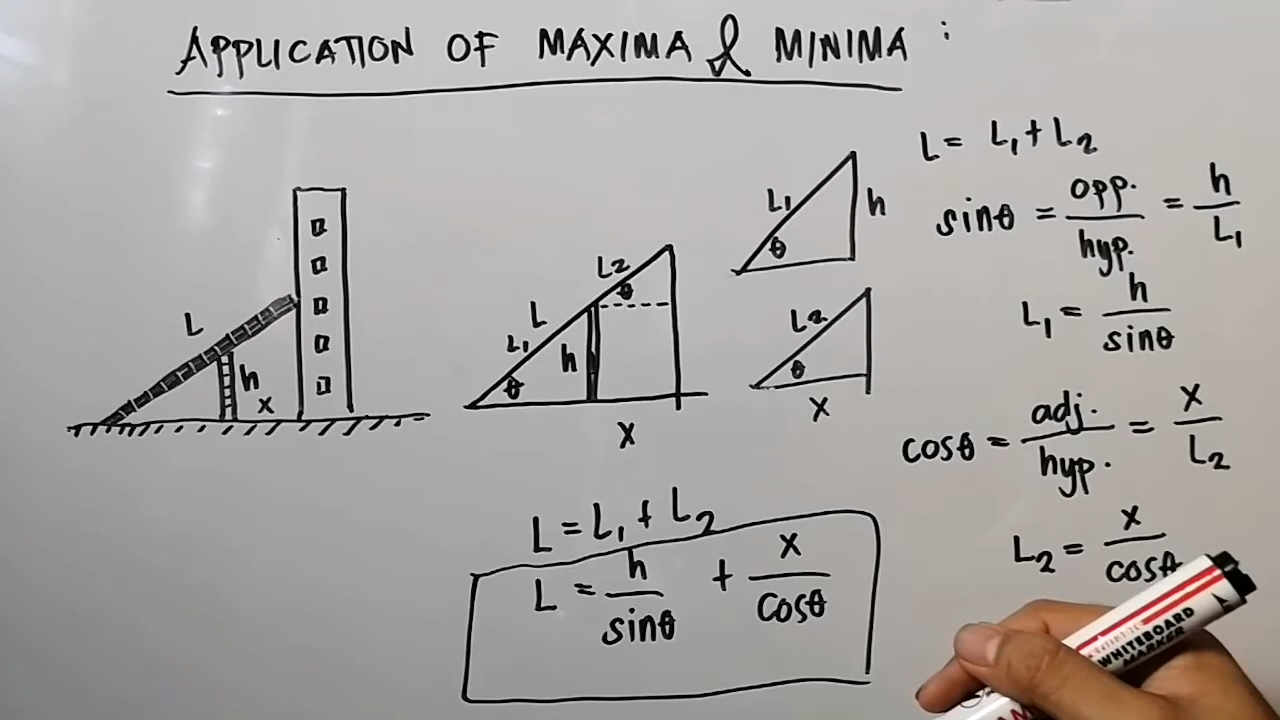 APPLICATION OF MAXIMA & MINIMA :
L
h
x
L
L₁
L₂
θ
θ
h
x
L₁
h
θ
L₂
θ
x
L = L₁ + L₂
sinθ = opp. / hyp. = h / L₁
L₁ = h / sinθ
cosθ = adj. / hyp. = x / L₂
L₂ = x / cosθ
L = L₁ + L₂
L = h / sinθ + x / cosθ
WHITEBOARD
MARKER